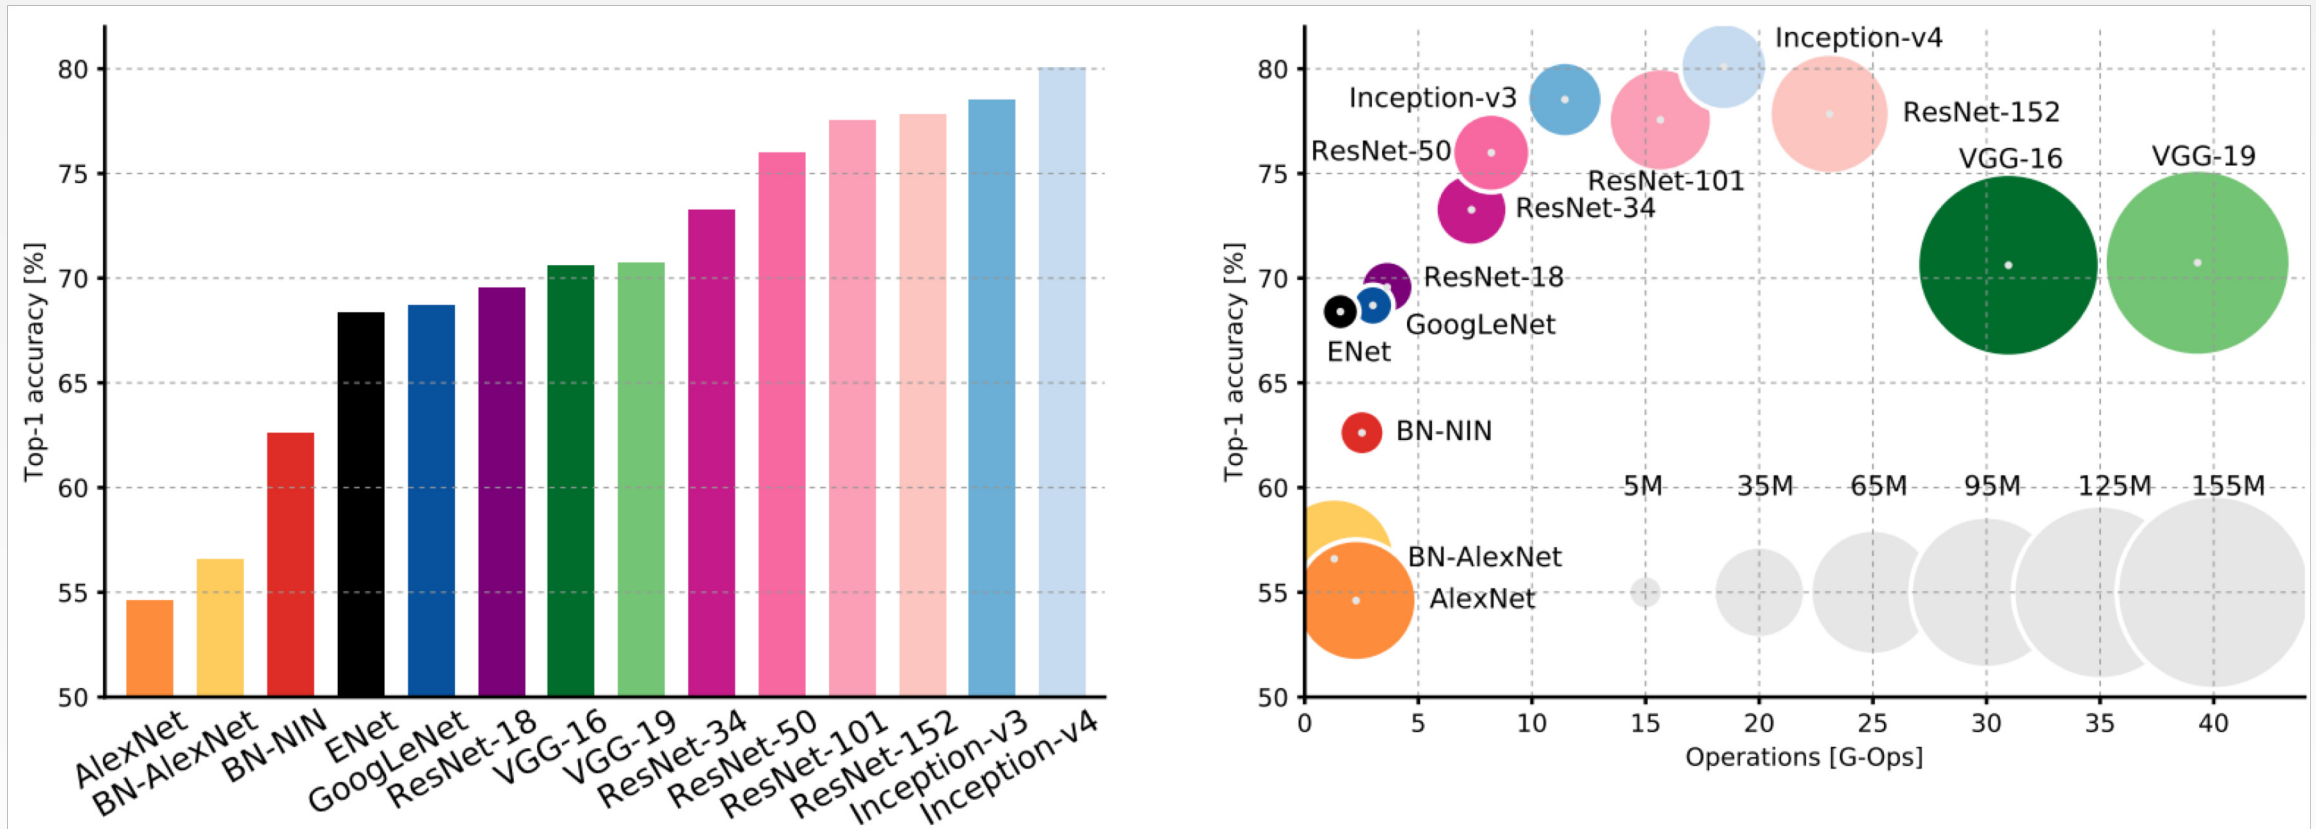 80
75
70
65
60
55
50
Top-1 accuracy [%]
AlexNet
BN-AlexNet
BN-NIN
ENet
GoogLeNet
ResNet-18
VGG-16
VGG-19
ResNet-34
ResNet-50
ResNet-101
ResNet-152
Inception-v3
Inception-v4
80
75
70
65
60
55
50
Top-1 accuracy [%]
Inception-v4
Inception-v3
ResNet-152
ResNet-50
VGG-16
VGG-19
ResNet-101
ResNet-34
ResNet-18
GoogLeNet
ENet
BN-NIN
5M 35M 65M 95M 125M 155M
BN-AlexNet
AlexNet
0 5 10 15 20 25 30 35 40
Operations [G-Ops]